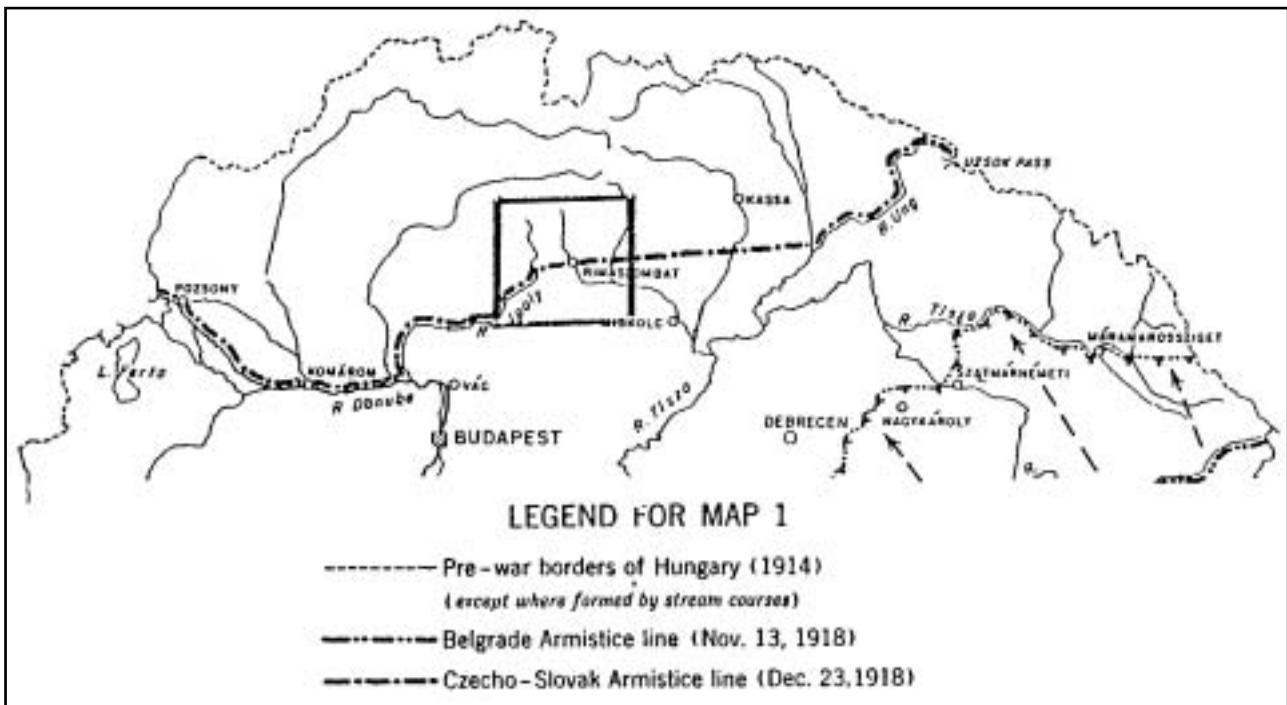 UZSOK PASS
KASSA
R. Ung
RIMASZOMBAT
R. Ipoly
MISKOLC
POZSONY
L. Ferto
KOMÁROM
R. Danube
VÁC
BUDAPEST
R. Tisza
R. Tisza
MÁRAMAROSSZIGET
SZATMÁRNÉMETI
NAGYKÁROLY
DEBRECEN
LEGEND FOR MAP 1
Pre-war borders of Hungary (1914)
(except where formed by stream courses)
Belgrade Armistice line (Nov. 13, 1918)
Czecho-Slovak Armistice line (Dec. 23, 1918)